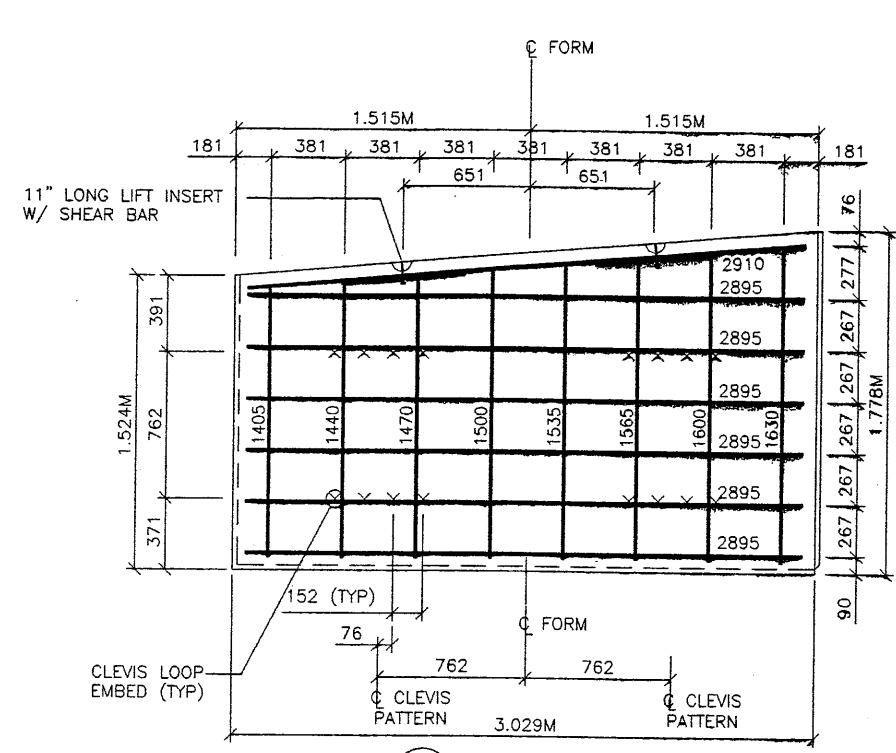 ℄ FORM
1.515M 1.515M
181 381 381 381 381 381 381 381 181
651 651
11" LONG LIFT INSERT
W/ SHEAR BAR
76
2910
277
2895
391
267
2895
267
2895
1.524M
762
1405 1440 1470 1500 1535 1565 1600 1630
1.778M
267
2895
267
2895
371
267
2895
90
152 (TYP)
℄ FORM
76
762 762
CLEVIS LOOP
EMBED (TYP)
℄ CLEVIS
PATTERN
℄ CLEVIS
PATTERN
3.029M